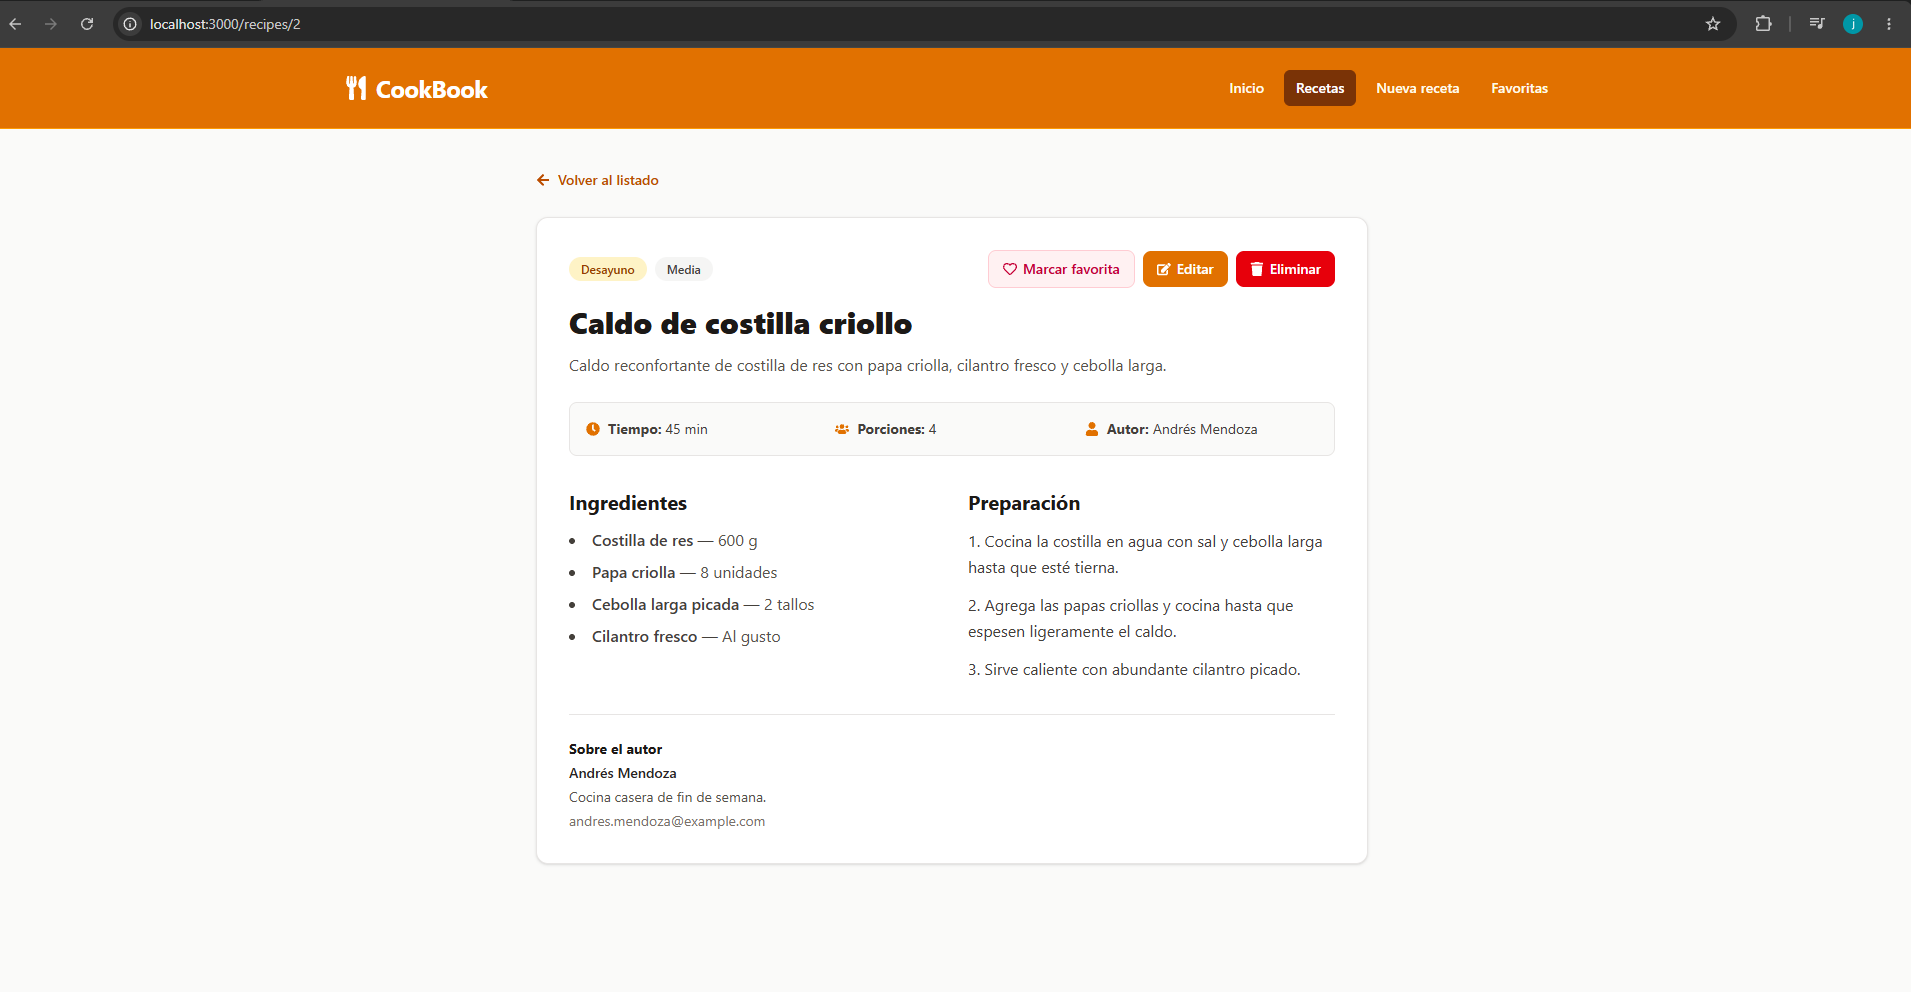 localhost:3000/recipes/2
j
CookBook
Inicio
Recetas
Nueva receta
Favoritas
Volver al listado
Desayuno
Media
Marcar favorita
Editar
Eliminar
Caldo de costilla criollo
Caldo reconfortante de costilla de res con papa criolla, cilantro fresco y cebolla larga.
Tiempo: 45 min
Porciones: 4
Autor: Andrés Mendoza
Ingredientes
Costilla de res — 600 g
Papa criolla — 8 unidades
Cebolla larga picada — 2 tallos
Cilantro fresco — Al gusto
Preparación
1. Cocina la costilla en agua con sal y cebolla larga
hasta que esté tierna.
2. Agrega las papas criollas y cocina hasta que
espesen ligeramente el caldo.
3. Sirve caliente con abundante cilantro picado.
Sobre el autor
Andrés Mendoza
Cocina casera de fin de semana.
andres.mendoza@example.com